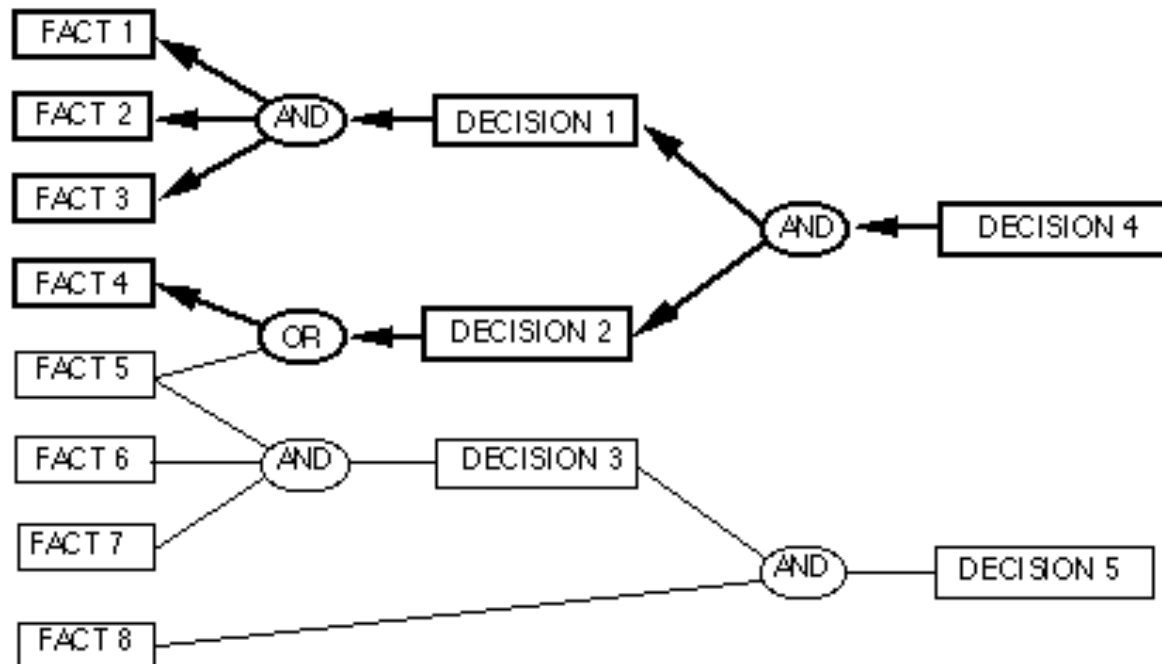 FACT 1
FACT 2
AND
DECISION 1
FACT 3
AND
DECISION 4
FACT 4
OR
DECISION 2
FACT 5
FACT 6
AND
DECISION 3
FACT 7
AND
DECISION 5
FACT 8